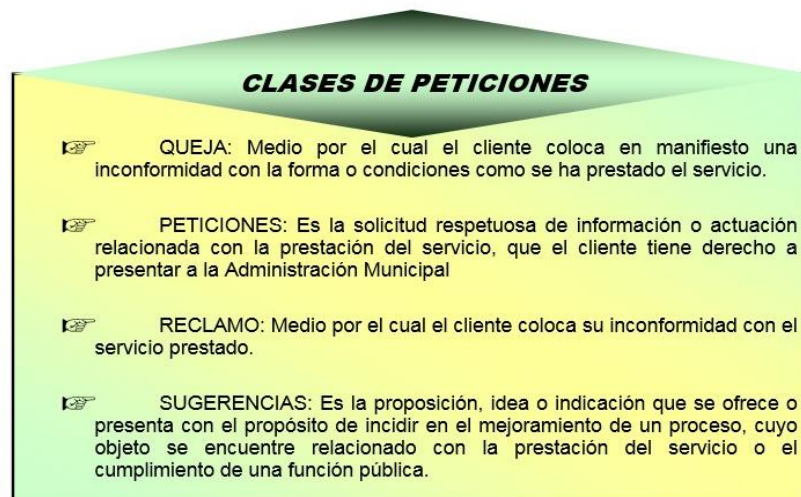 CLASES DE PETICIONES
QUEJA: Medio por el cual el cliente coloca en manifiesto una
inconformidad con la forma o condiciones como se ha prestado el servicio.
PETICIONES: Es la solicitud respetuosa de información o actuación
relacionada con la prestación del servicio, que el cliente tiene derecho a
presentar a la Administración Municipal
RECLAMO: Medio por el cual el cliente coloca su inconformidad con el
servicio prestado.
SUGERENCIAS: Es la proposición, idea o indicación que se ofrece o
presenta con el propósito de incidir en el mejoramiento de un proceso, cuyo
objeto se encuentre relacionado con la prestación del servicio o el
cumplimiento de una función pública.